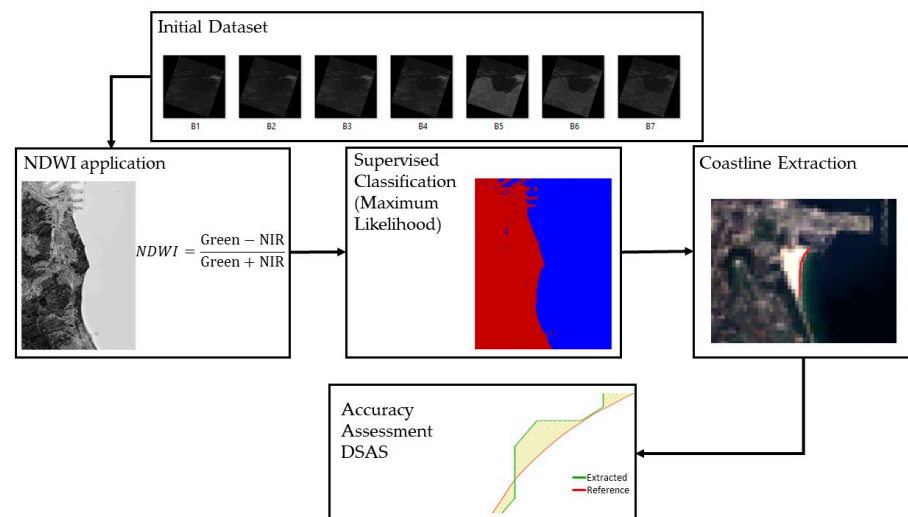 Initial Dataset
B1 B2 B3 B4 B5 B6 B7
NDWI application
NDWI = Green − NIR
Green + NIR
Supervised
Classification
(Maximum
Likelihood)
Coastline Extraction
Accuracy
Assessment
DSAS
Extracted
Reference